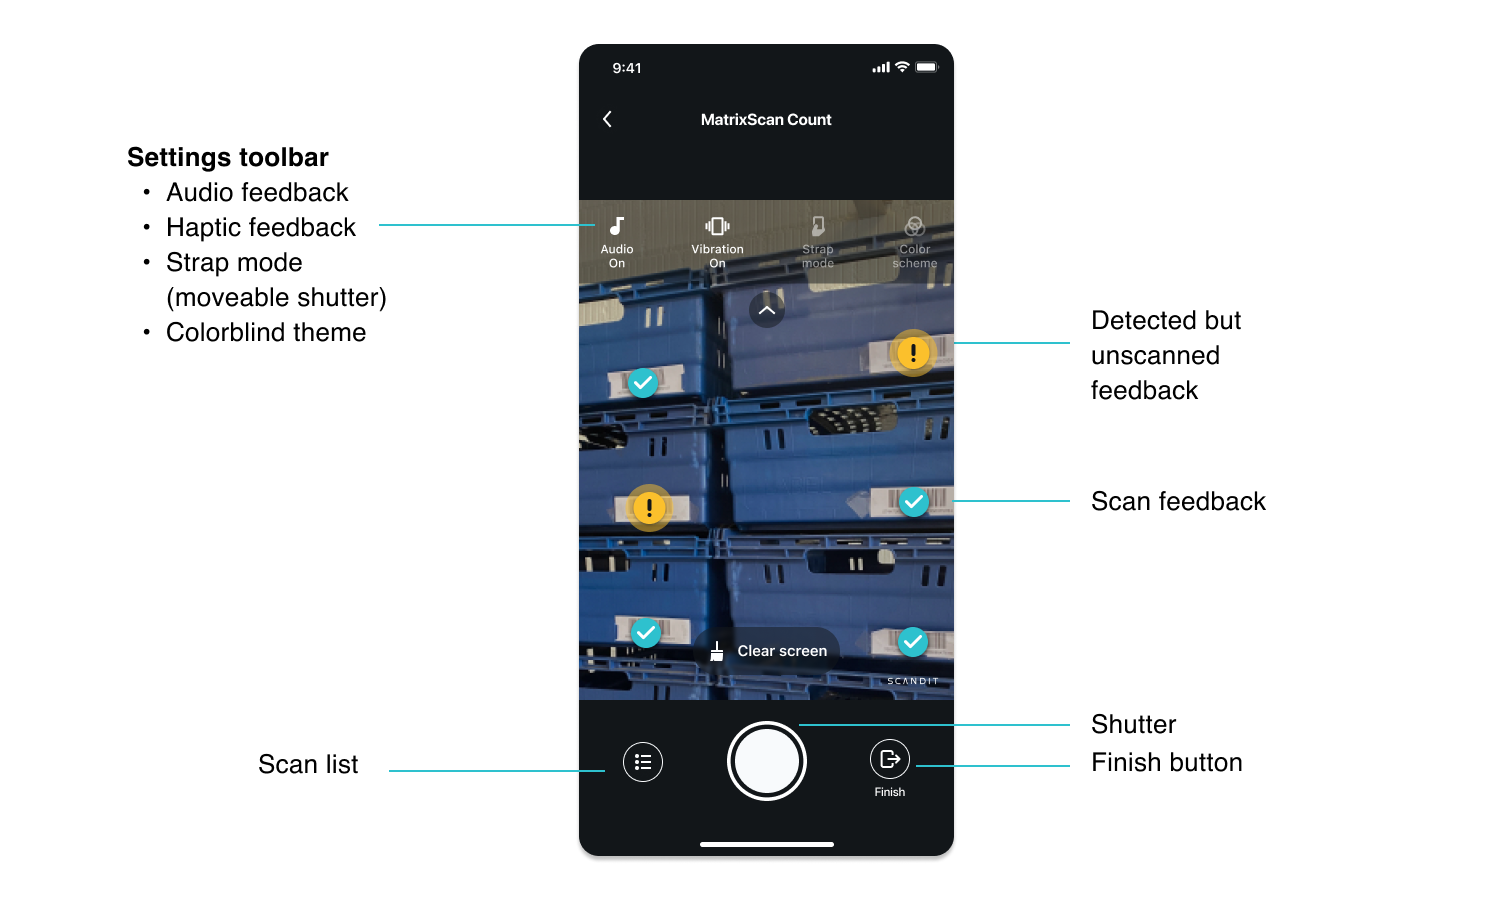 9:41
MatrixScan Count
Settings toolbar
• Audio feedback
• Haptic feedback
• Strap mode
(moveable shutter)
• Colorblind theme
Audio
On
Vibration
On
Strap
mode
Color
scheme
Detected but
unscanned
feedback
Scan feedback
Clear screen
SCANDIT
Scan list
Shutter
Finish button
Finish